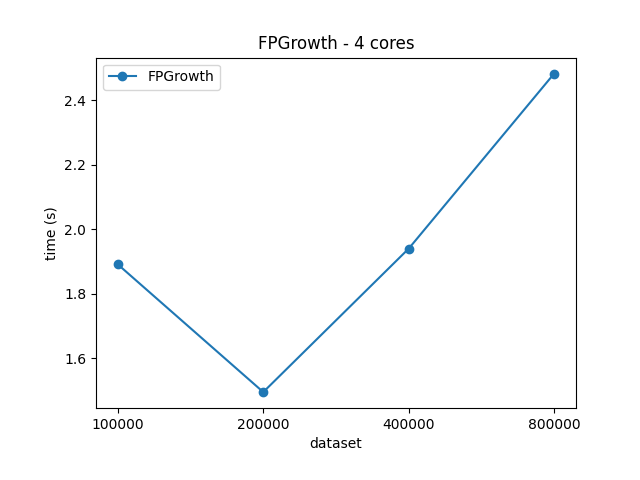 FPGrowth - 4 cores
FPGrowth
2.4
2.2
2.0
1.8
1.6
time (s)
100000 200000 400000 800000
dataset